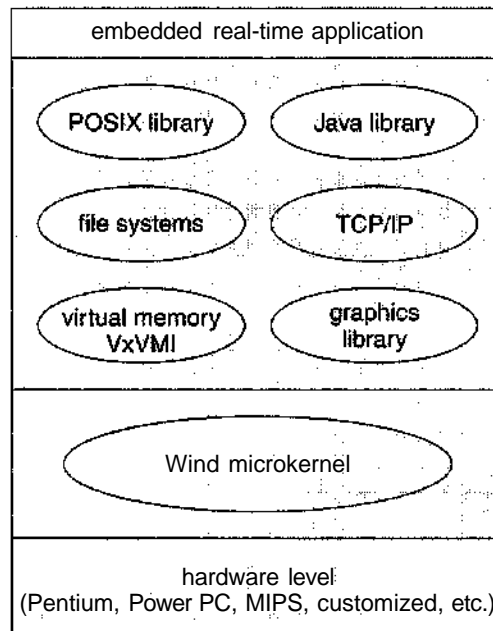 embedded real-time application
POSIX library
Java library
file systems
TCP/IP
virtual memory
VxVMI
graphics
library
Wind microkernel
hardware level
(Pentium, Power PC, MIPS, customized, etc.)